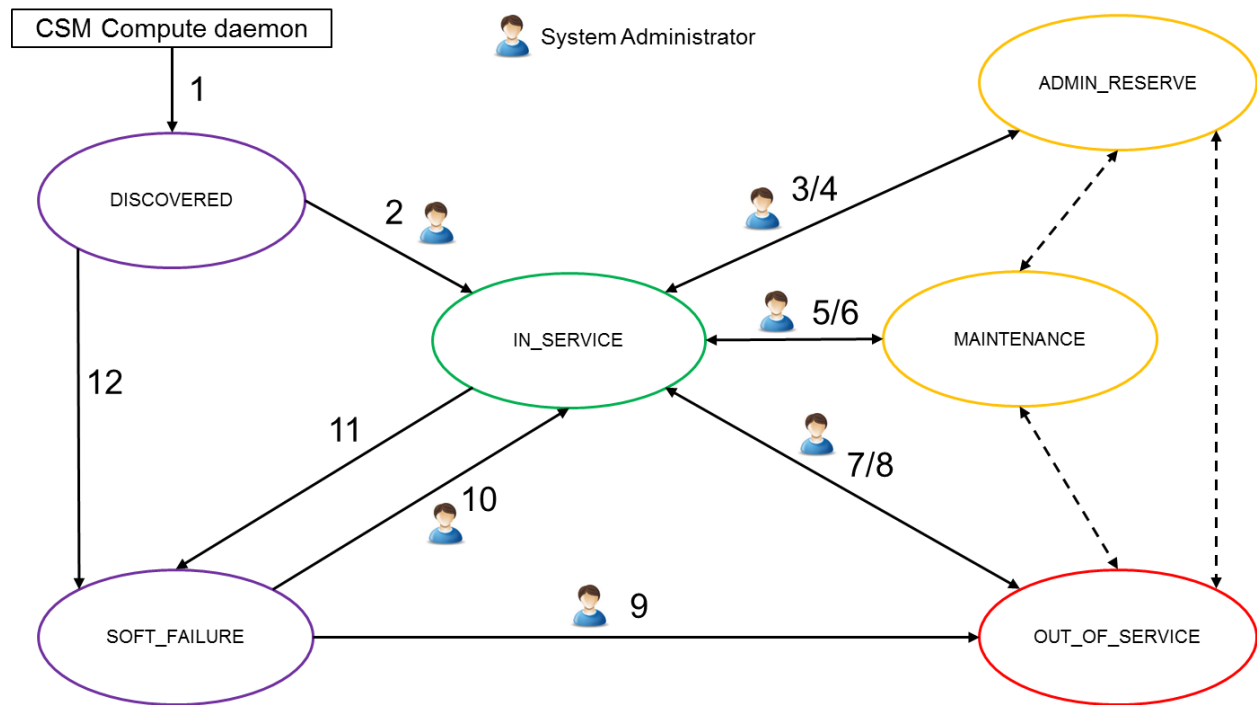 CSM Compute daemon
System Administrator
1
ADMIN_RESERVE
DISCOVERED
2
3/4
IN_SERVICE
5/6
MAINTENANCE
12
11
10
7/8
9
SOFT_FAILURE
OUT_OF_SERVICE